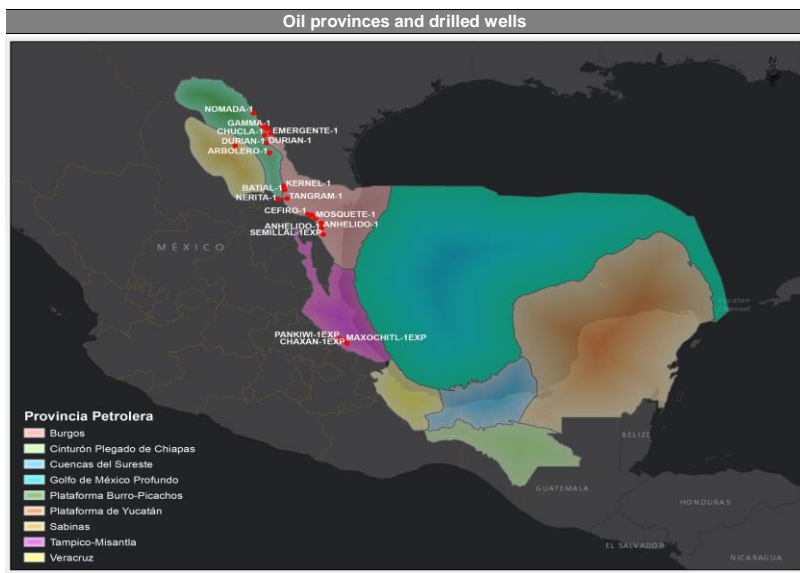 Oil provinces and drilled wells
NOMADA-1
GAMMA-1
CHUCLA-1
EMERGENTE-1
DURIAN-1
DURIAN-1
ARBOLERO-1
KERNEL-1
BATIAL-1
NERITA-1
TANGRAM-1
CEFIRO-1
MOSQUETE-1
ANHELIDO-1
ANHELIDO-1
SEMILLAL-1EXP
MÉXICO
Yucatan
Channel
PANKIWI-1EXP
MAXOCHITL-1EXP
CHAXAN-1EXP
Provincia Petrolera
Burgos
Cinturón Plegado de Chiapas
Cuencas del Sureste
Golfo de México Profundo
Plataforma Burro-Picachos
Plataforma de Yucatán
Sabinas
Tampico-Misantla
Veracruz
BELIZE
GUATEMALA
HONDURAS
EL SALVADOR
NICARAGUA